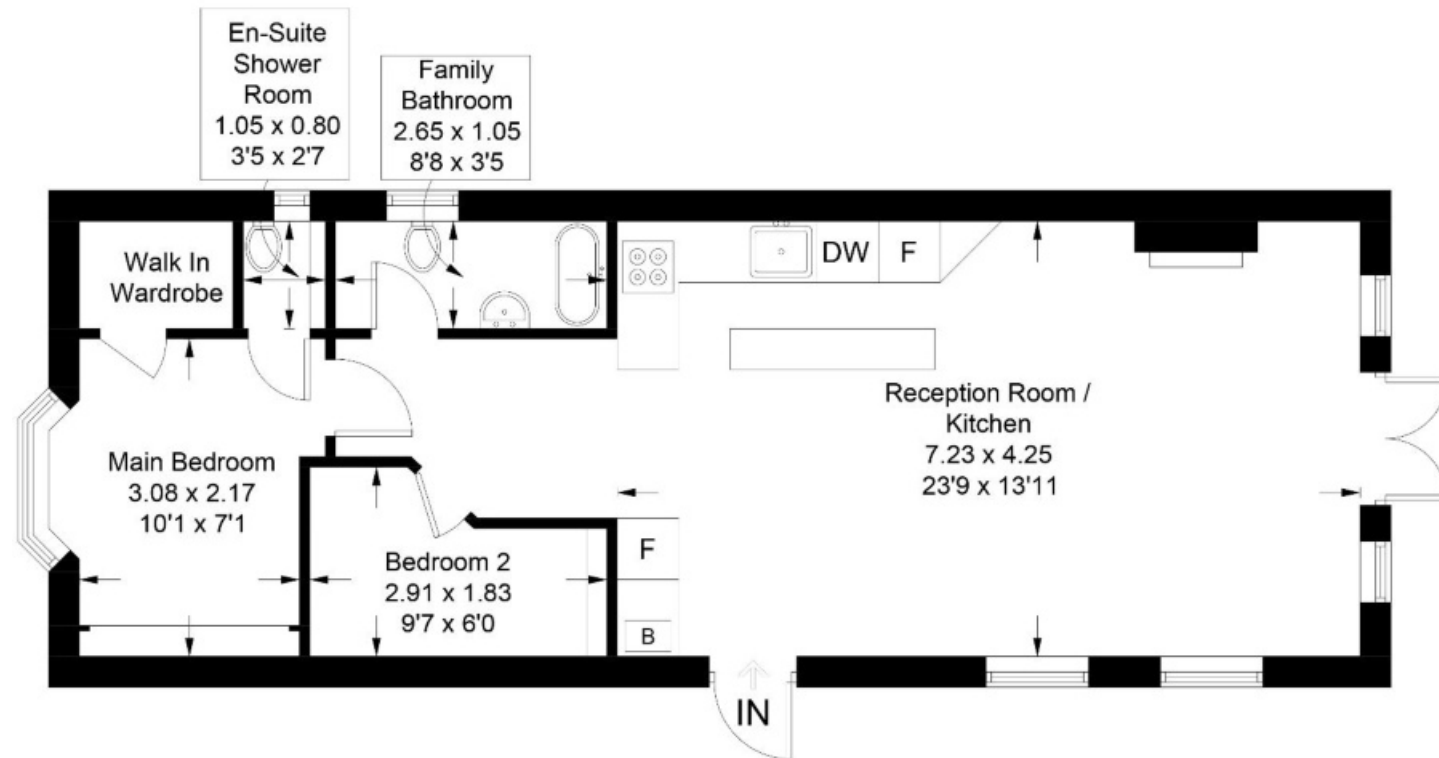 En-Suite
Shower
Room
1.05 x 0.80
3'5 x 2'7
Family
Bathroom
2.65 x 1.05
8'8 x 3'5
Walk In
Wardrobe
DW
F
Reception Room /
Kitchen
7.23 x 4.25
23'9 x 13'11
Main Bedroom
3.08 x 2.17
10'1 x 7'1
Bedroom 2
2.91 x 1.83
9'7 x 6'0
F
B
IN